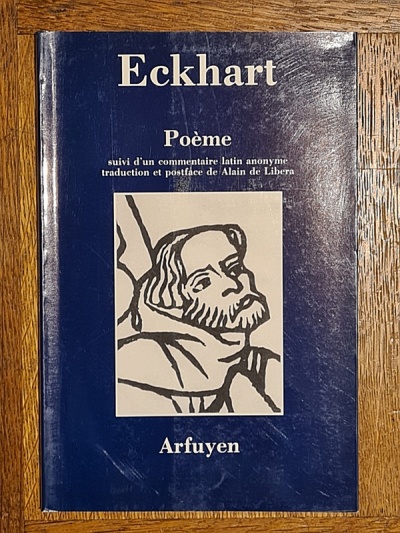 Eckhart
Poème
suivi d'un commentaire latin anonyme
traduction et postface de Alain de Libera
Arfuyen